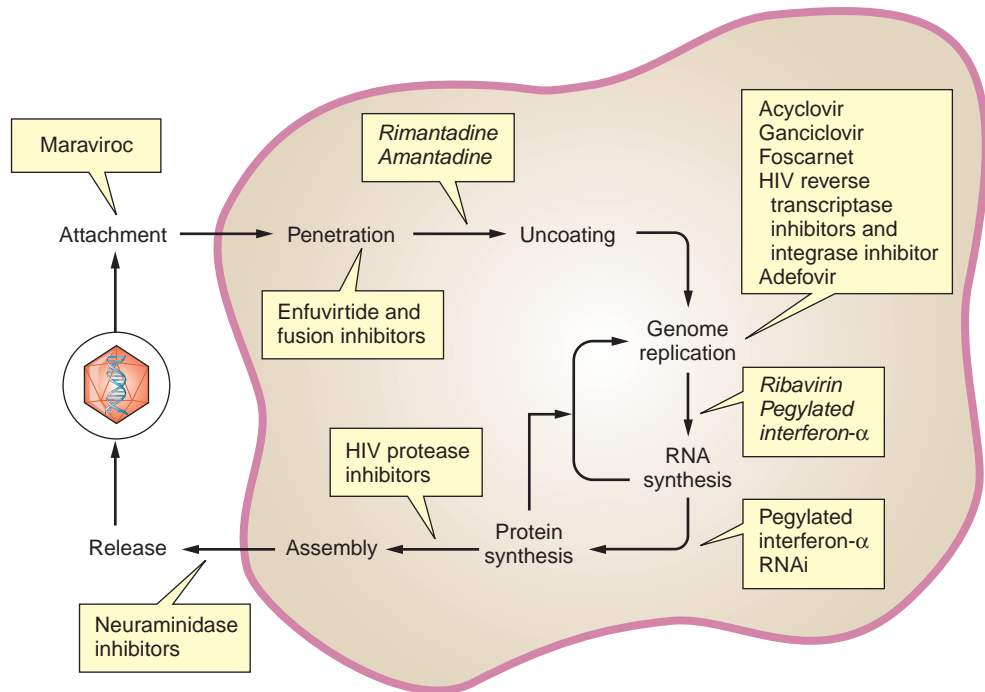 Maraviroc
Attachment
Rimantadine
Amantadine
Penetration
Uncoating
Enfuvirtide and
fusion inhibitors
Acyclovir
Ganciclovir
Foscarnet
HIV reverse
transcriptase
inhibitors and
integrase inhibitor
Adefovir
Genome
replication
Ribavirin
Pegylated
interferon-α
RNA
synthesis
Pegylated
interferon-α
RNAi
Protein
synthesis
HIV protease
inhibitors
Assembly
Release
Neuraminidase
inhibitors